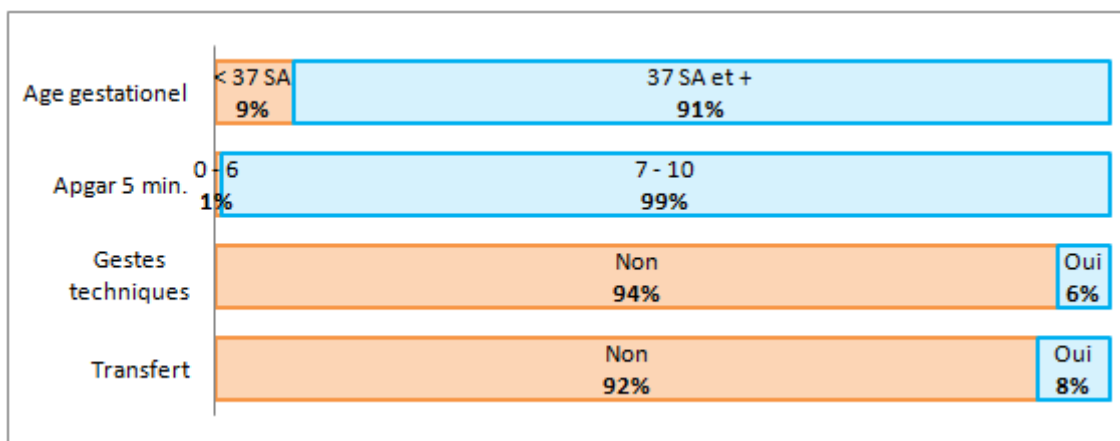 Age gestationel
< 37 SA
9%
37 SA et +
91%
Apgar 5 min.
0 - 6
1%
7 - 10
99%
Gestes
techniques
Non
94%
Oui
6%
Transfert
Non
92%
Oui
8%